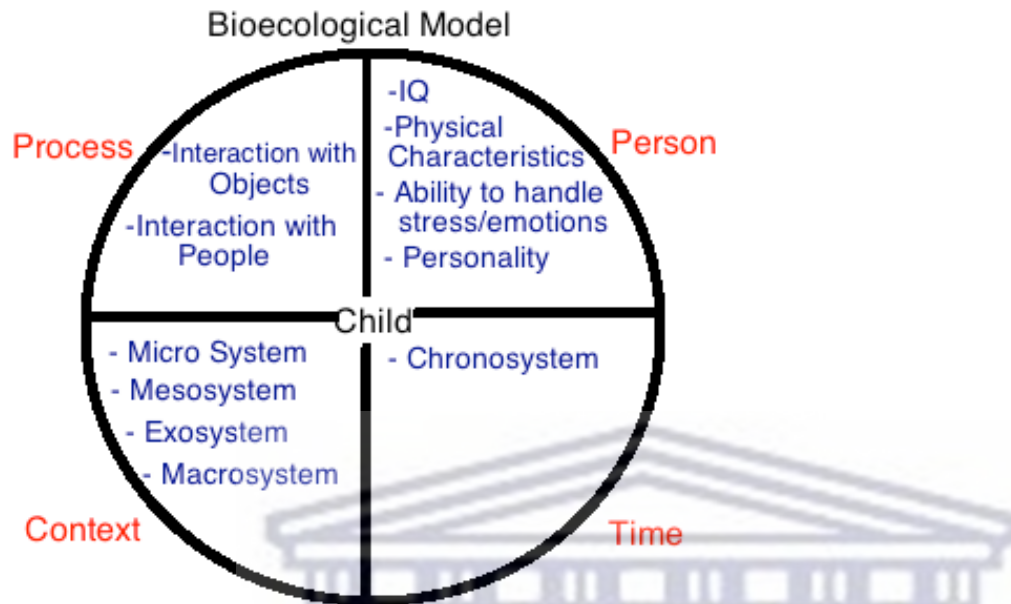 Bioecological Model
Process
-Interaction with
Objects
-Interaction with
People
Person
-IQ
-Physical
Characteristics
- Ability to handle
stress/emotions
- Personality
Child
- Micro System
- Mesosystem
- Exosystem
- Macrosystem
Context
- Chronosystem
Time